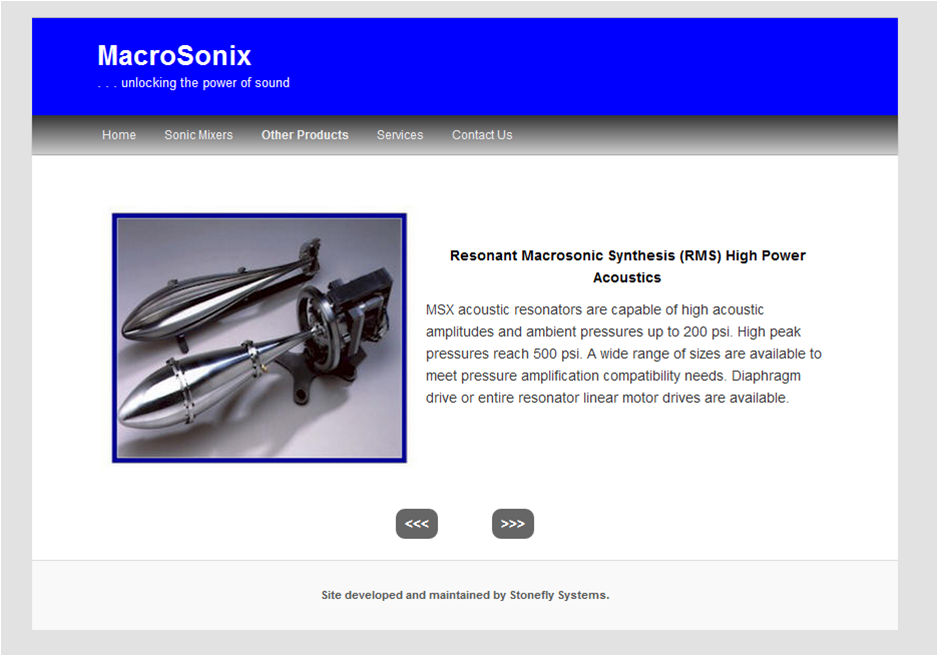 MacroSonix
. . . unlocking the power of sound
Home Sonic Mixers Other Products Services Contact Us
Resonant Macrosonic Synthesis (RMS) High Power
Acoustics
MSX acoustic resonators are capable of high acoustic
amplitudes and ambient pressures up to 200 psi. High peak
pressures reach 500 psi. A wide range of sizes are available to
meet pressure amplification compatibility needs. Diaphragm
drive or entire resonator linear motor drives are available.
<<< >>>
Site developed and maintained by Stonefly Systems.